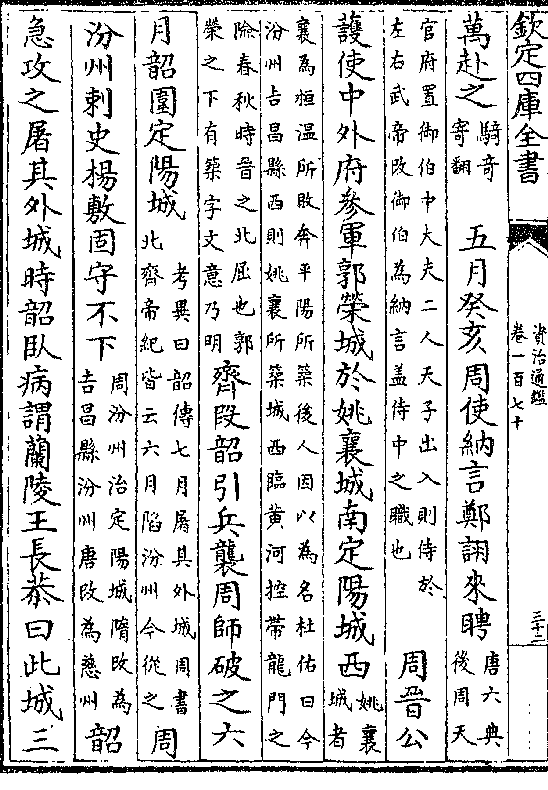 欽定四庫全書
資治通鑑
卷一百七十
三十二
萬赴之騎奇寄翻五月癸亥周使納言鄭詡來聘唐六典後周天
官府置御伯中大夫二人天子出入則侍於
左右武帝改御伯為納言盖侍中之職也周晉公
護使中外府參軍郭榮城於姚襄城南定陽城西姚襄城者
襄為桓温所敗奔平陽所築後人因以為名杜佑曰今
汾州吉昌縣西則姚襄所築城西臨黄河控帶龍門之
險春秋時晉之北屈也郭
榮之下有築字文意乃明齊段韶引兵襲周師破之六
月韶圍定陽城考異曰韶傳七月屠其外城周書
北齊帝紀皆云六月陷汾州今從之周
汾州刺史楊敷固守不下周汾州治定陽城隋改為
吉昌縣汾州唐改為慈州韶
急攻之屠其外城時韶臥病謂蘭陵王長恭曰此城三